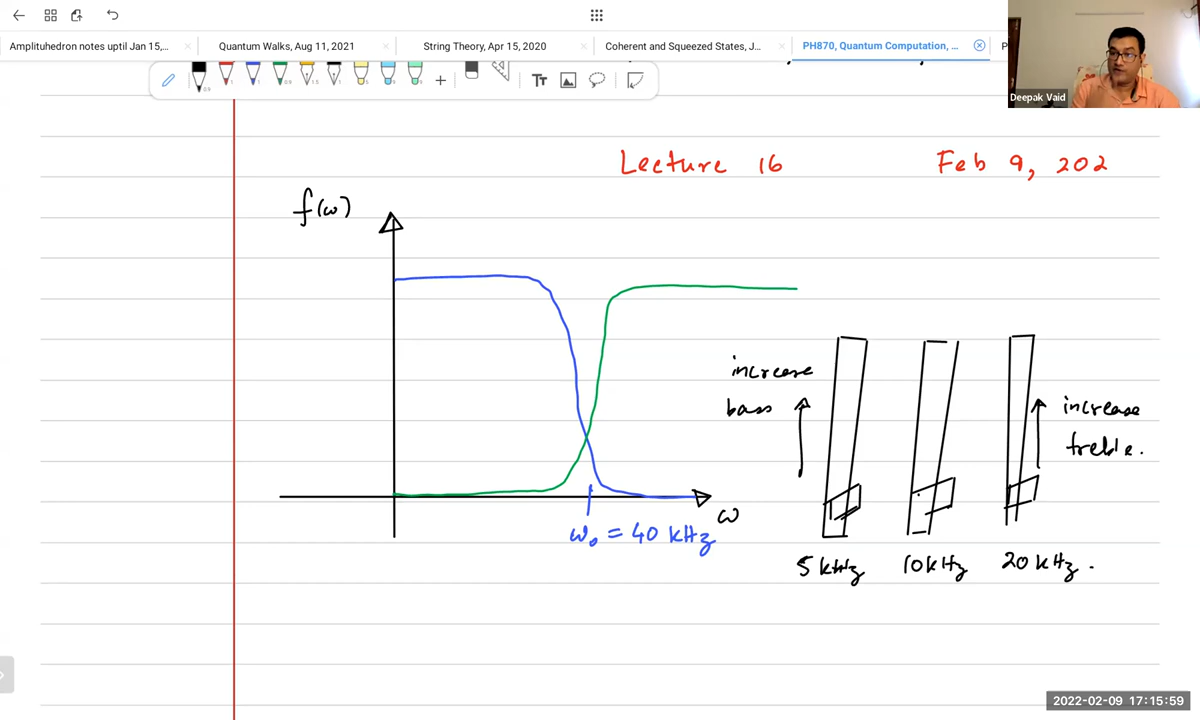 Amplituhedron notes uptil Jan 15,...
Quantum Walks, Aug 11, 2021
String Theory, Apr 15, 2020
Coherent and Squeezed States, J...
PH870, Quantum Computation, ...
P
Tт
Deepak Vaid
Lecture 16
Feb 9, 202
f(ω)
increase
bass
increase
treble.
ω
ω₀ = 40 kHz
5 kHz
10 kHz
20 kHz.
2022-02-09 17:15:59